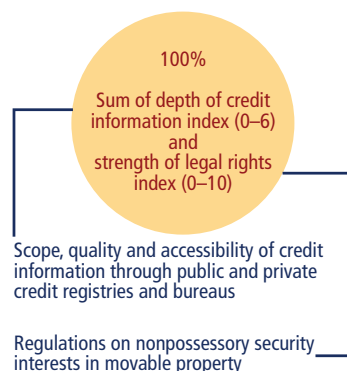 100%
Sum of depth of credit
information index (0–6)
and
strength of legal rights
index (0–10)
Scope, quality and accessibility of credit
information through public and private
credit registries and bureaus
Regulations on nonpossessory security
interests in movable property